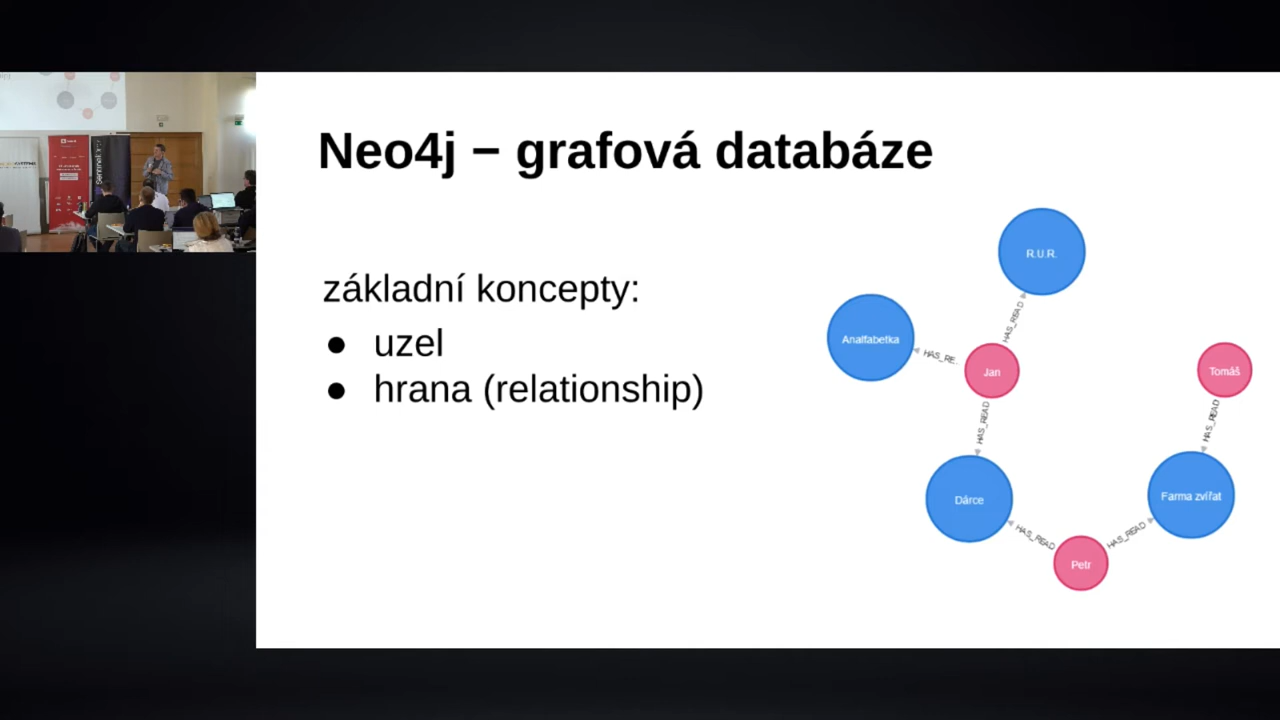 Neo4j – grafová databáze
základní koncepty:
● uzel
● hrana (relationship)
R.U.R.
HAS_READ
Analfabetka
HAS_RE..
Jan
Tomáš
HAS_READ
HAS_READ
Dárce
Farma zvířat
HAS_READ
HAS_READ
Petr